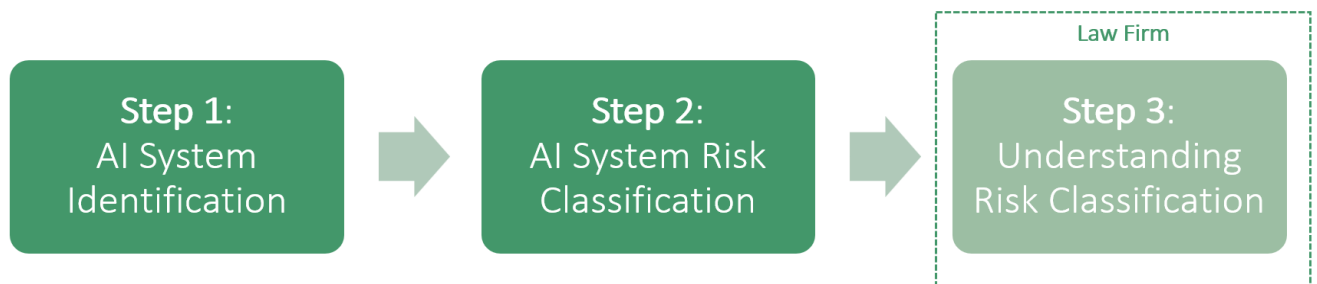 Law Firm
Step 1:
AI System
Identification
Step 2:
AI System Risk
Classification
Step 3:
Understanding
Risk Classification